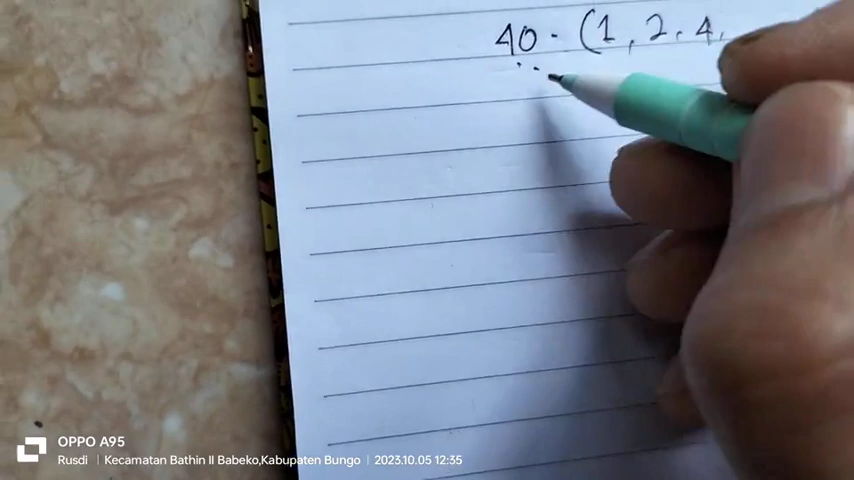 40 - (1, 2, 4,
OPPO A95
Rusdi | Kecamatan Bathin II Babeko,Kabupaten Bungo | 2023.10.05 12:35